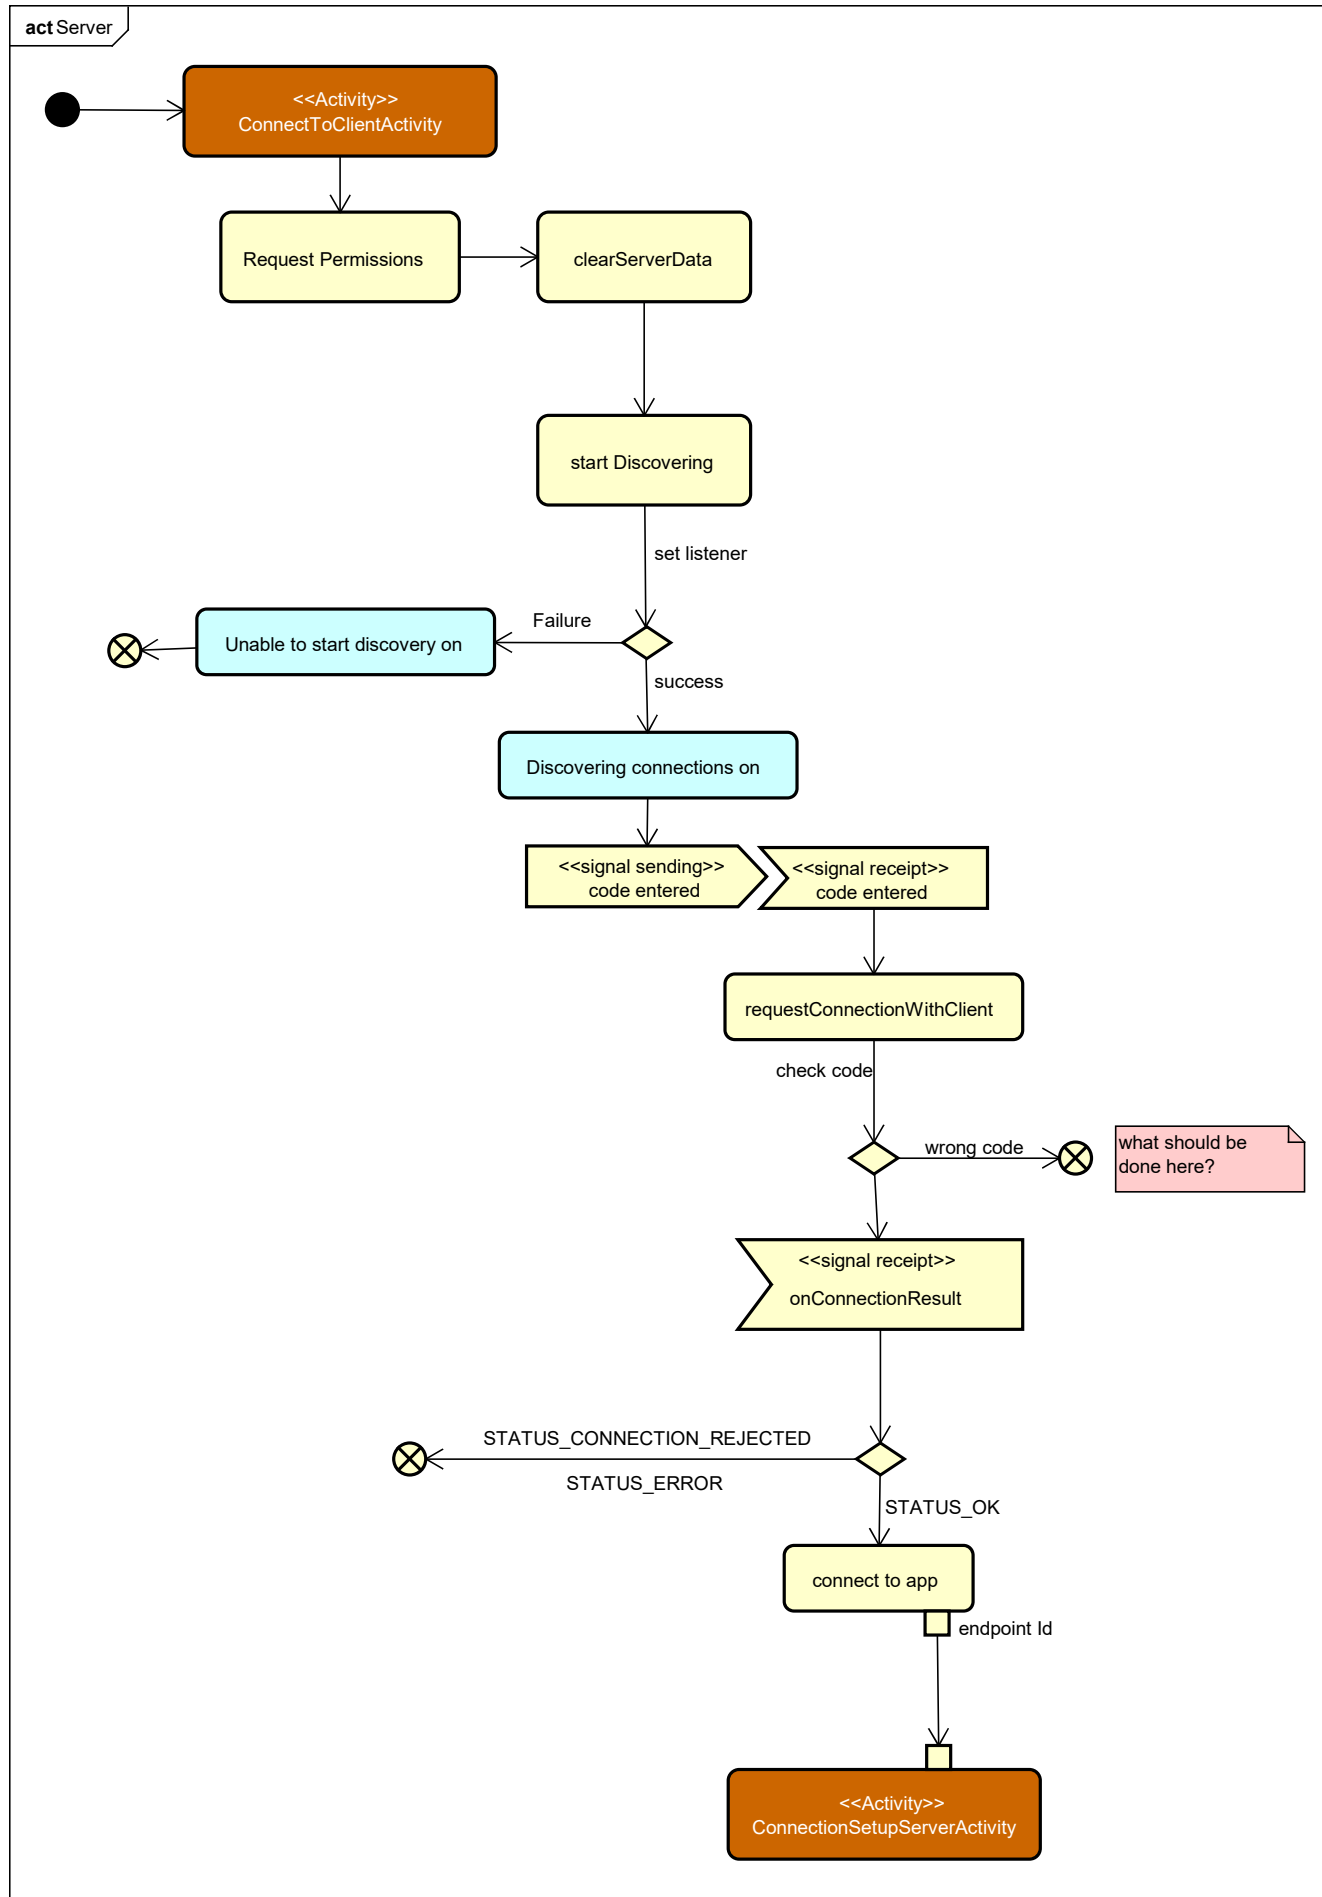 act Server
<<Activity>>
ConnectToClientActivity
Request Permissions
clearServerData
start Discovering
set listener
Failure
Unable to start discovery on
success
Discovering connections on
<<signal sending>>
code entered
<<signal receipt>>
code entered
requestConnectionWithClient
check code
wrong code
what should be
done here?
<<signal receipt>>
onConnectionResult
STATUS_CONNECTION_REJECTED
STATUS_ERROR
STATUS_OK
connect to app
endpoint Id
<<Activity>>
ConnectionSetupServerActivity